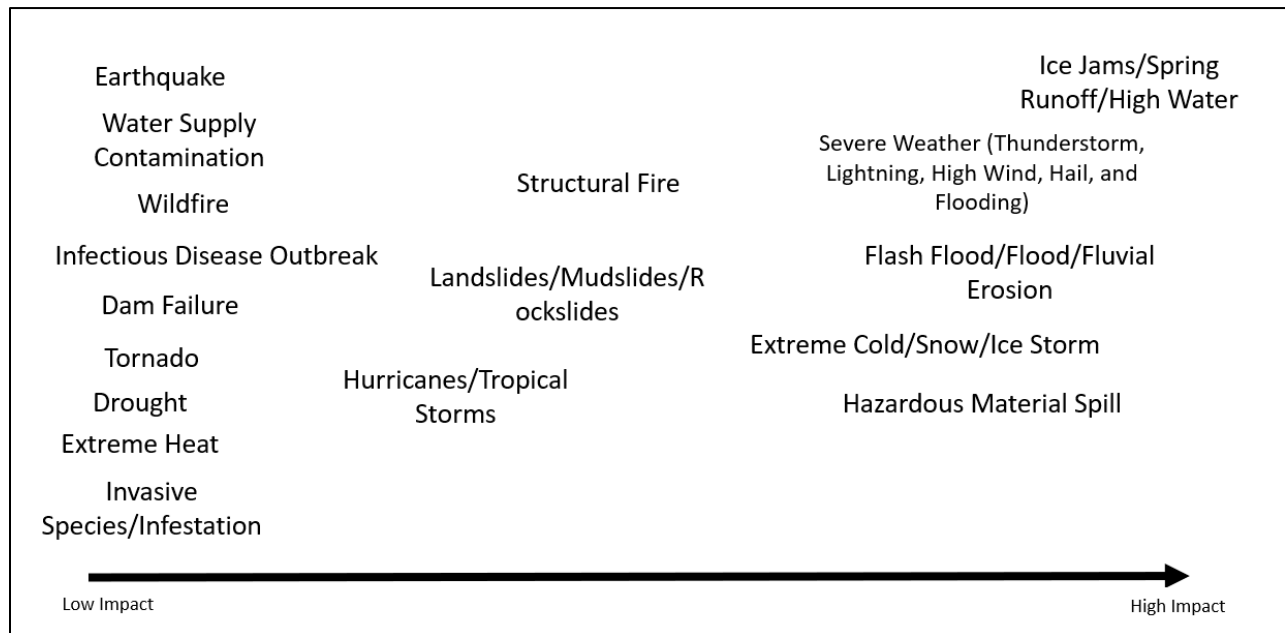 Earthquake
Water Supply
Contamination
Wildfire
Infectious Disease Outbreak
Dam Failure
Tornado
Drought
Extreme Heat
Invasive
Species/Infestation
Hurricanes/Tropical
Storms
Landslides/Mudslides/R
ockslides
Structural Fire
Ice Jams/Spring
Runoff/High Water
Severe Weather (Thunderstorm,
Lightning, High Wind, Hail, and
Flooding)
Flash Flood/Flood/Fluvial
Erosion
Extreme Cold/Snow/Ice Storm
Hazardous Material Spill
Low Impact
High Impact